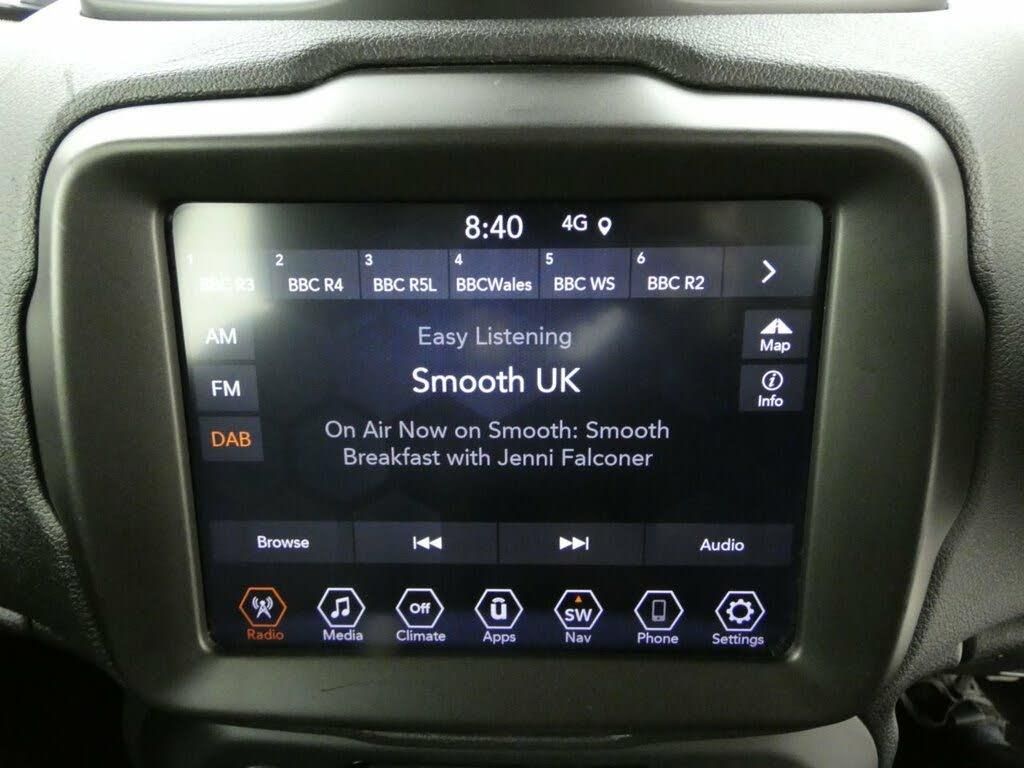 8:40 4G
1 2 3 4 5 6
BBC R3 BBC R4 BBC R5L BBCWales BBC WS BBC R2
AM
Easy Listening
Map
Smooth UK
FM
Info
On Air Now on Smooth: Smooth
DAB
Breakfast with Jenni Falconer
Browse Audio
Off
SW
Radio Media Climate Apps Nav Phone Settings